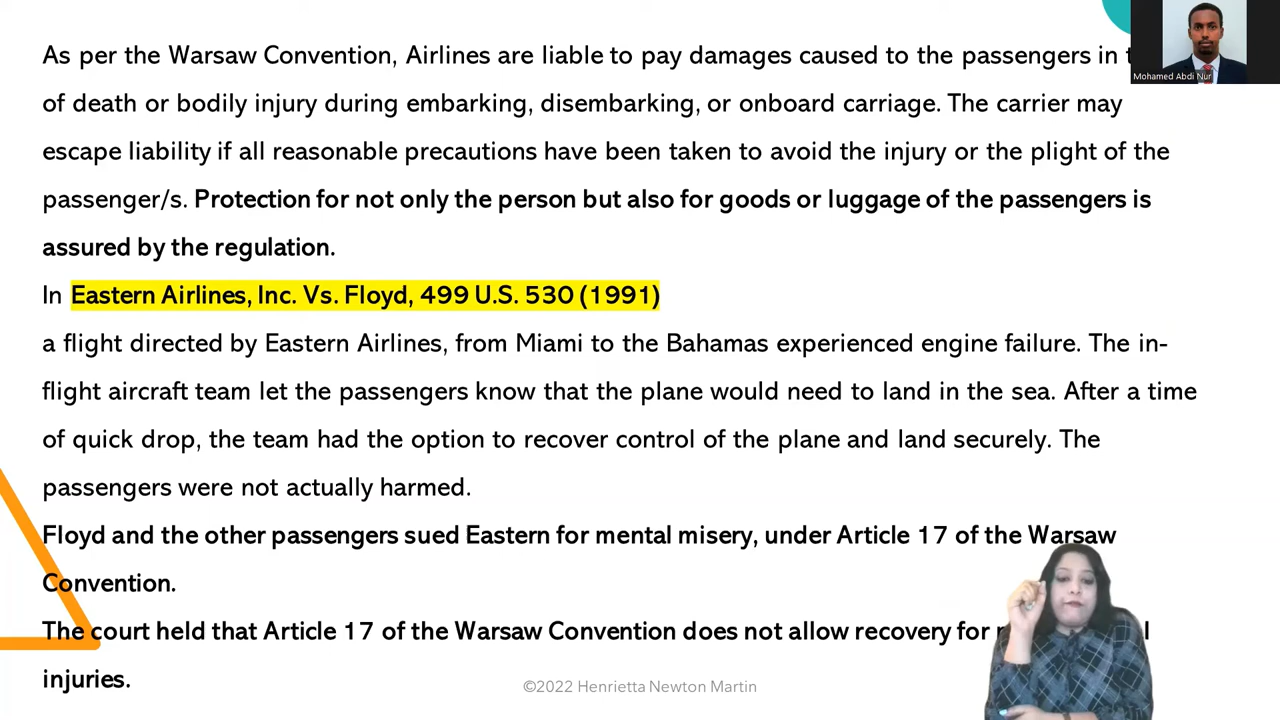 As per the Warsaw Convention, Airlines are liable to pay damages caused to the passengers in
of death or bodily injury during embarking, disembarking, or onboard carriage. The carrier may
escape liability if all reasonable precautions have been taken to avoid the injury or the plight of the
passenger/s. Protection for not only the person but also for goods or luggage of the passengers is
assured by the regulation.
In Eastern Airlines, Inc. Vs. Floyd, 499 U.S. 530 (1991)
a flight directed by Eastern Airlines, from Miami to the Bahamas experienced engine failure. The in-
flight aircraft team let the passengers know that the plane would need to land in the sea. After a time
of quick drop, the team had the option to recover control of the plane and land securely. The
passengers were not actually harmed.
Floyd and the other passengers sued Eastern for mental misery, under Article 17 of the Warsaw
Convention.
The court held that Article 17 of the Warsaw Convention does not allow recovery for
injuries.
©2022 Henrietta Newton Martin
Mohamed Abdi Nur